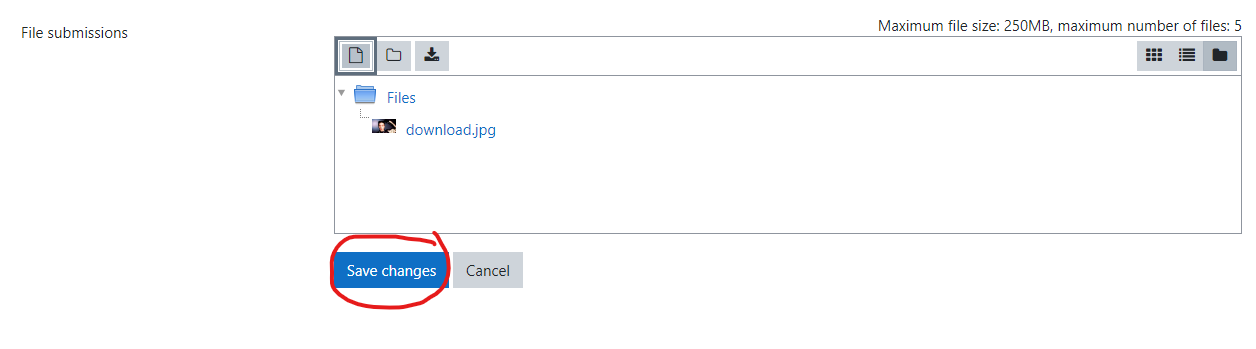 File submissions
Maximum file size: 250MB, maximum number of files: 5
Files
download.jpg
Save changes
Cancel